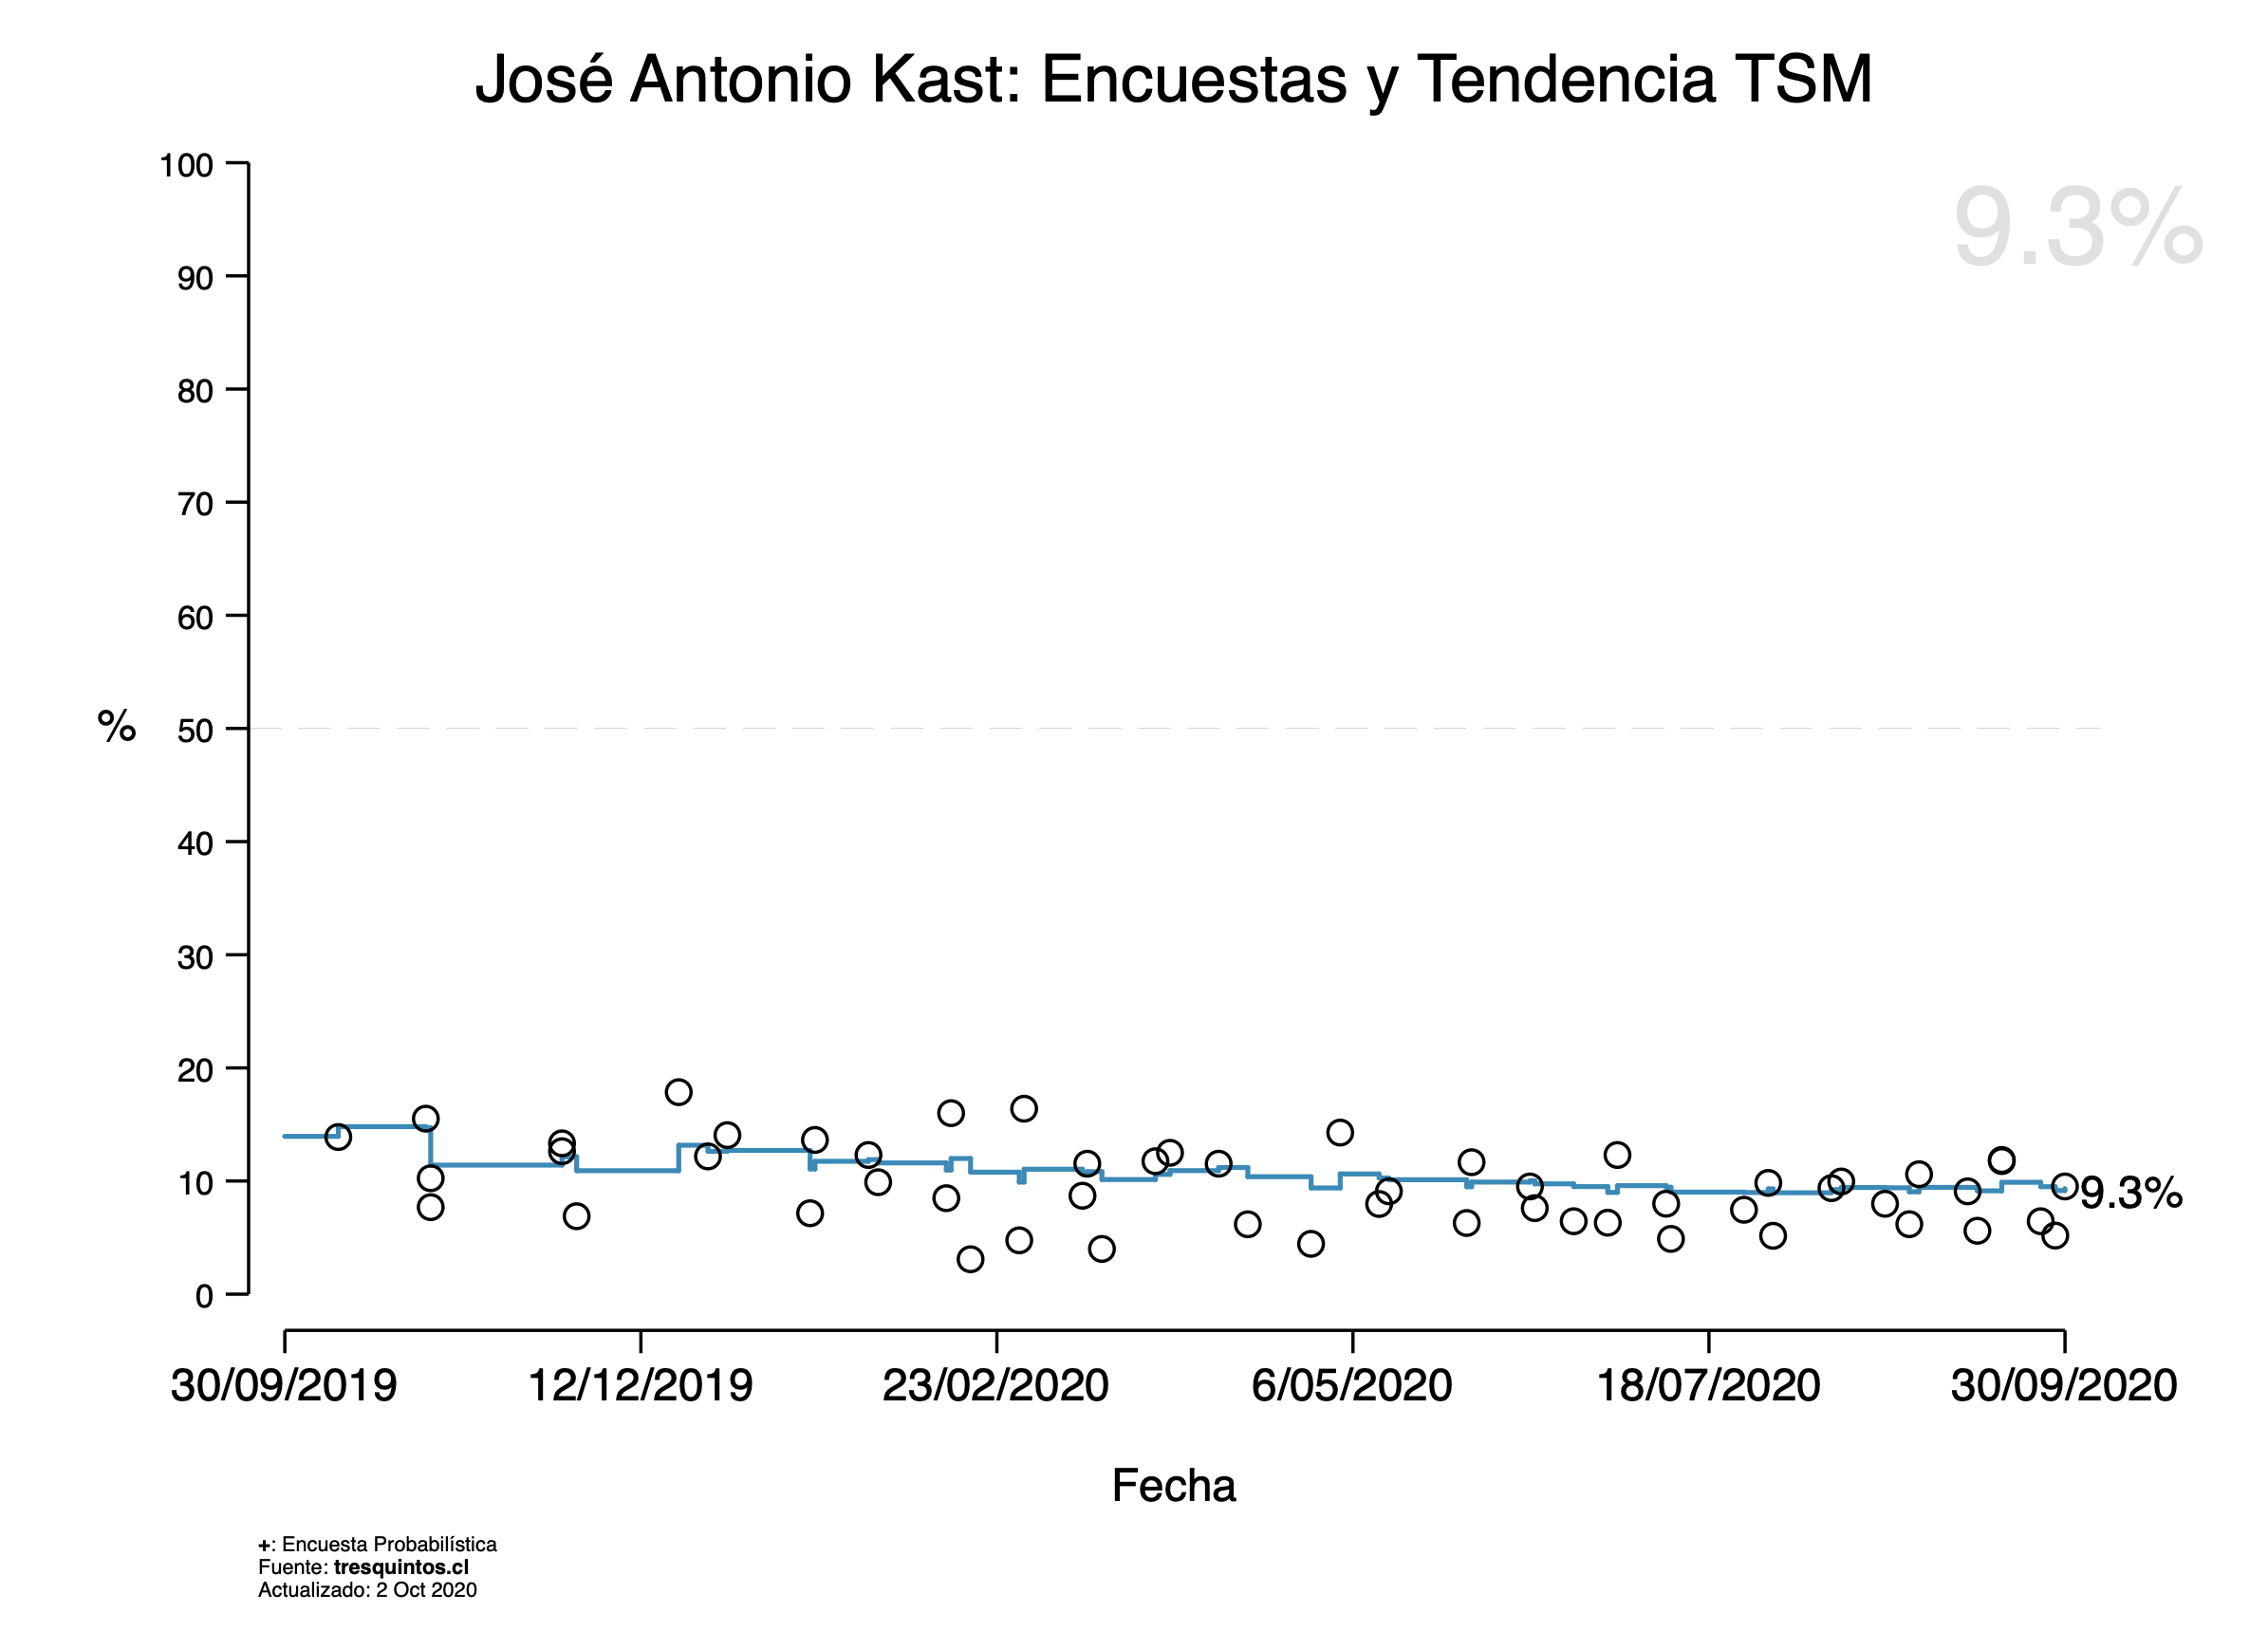 José Antonio Kast: Encuestas y Tendencia TSM
9.3%
100
90
80
70
60
50
40
30
20
10
0
%
9.3%
30/09/2019 12/12/2019 23/02/2020 6/05/2020 18/07/2020 30/09/2020
Fecha
+: Encuesta Probabilística
Fuente: tresquintos.cl
Actualizado: 2 Oct 2020